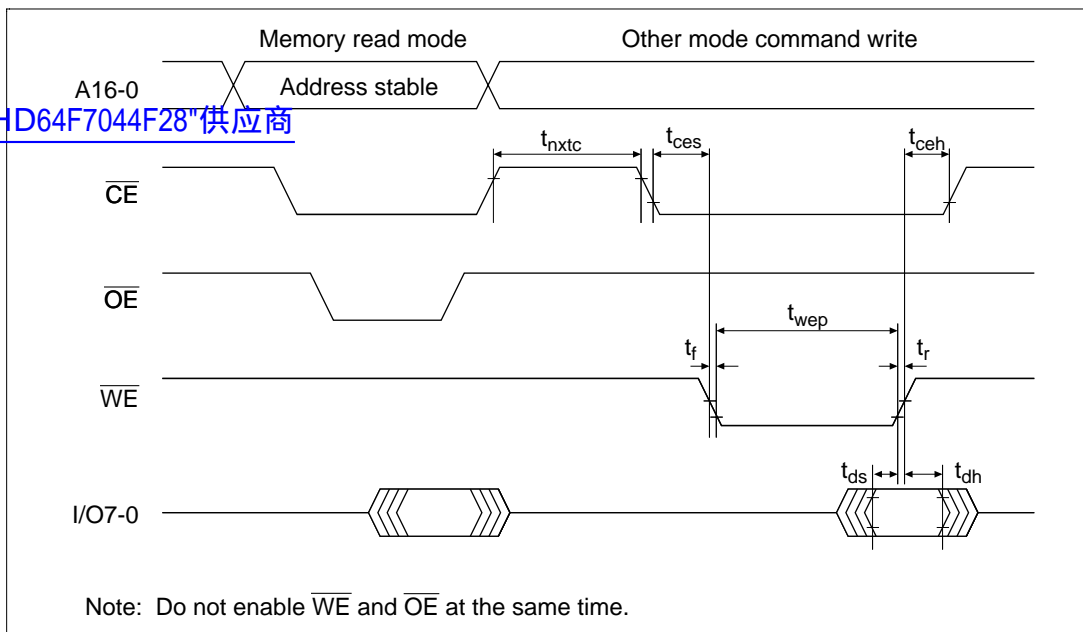 Memory read mode
Other mode command write
A16-0
Address stable
HD64F7044F28"供应商
tnxtc
tces
tceh
CE
OE
twep
tf
tr
WE
tds
tdh
I/O7-0
Note: Do not enable WE and OE at the same time.